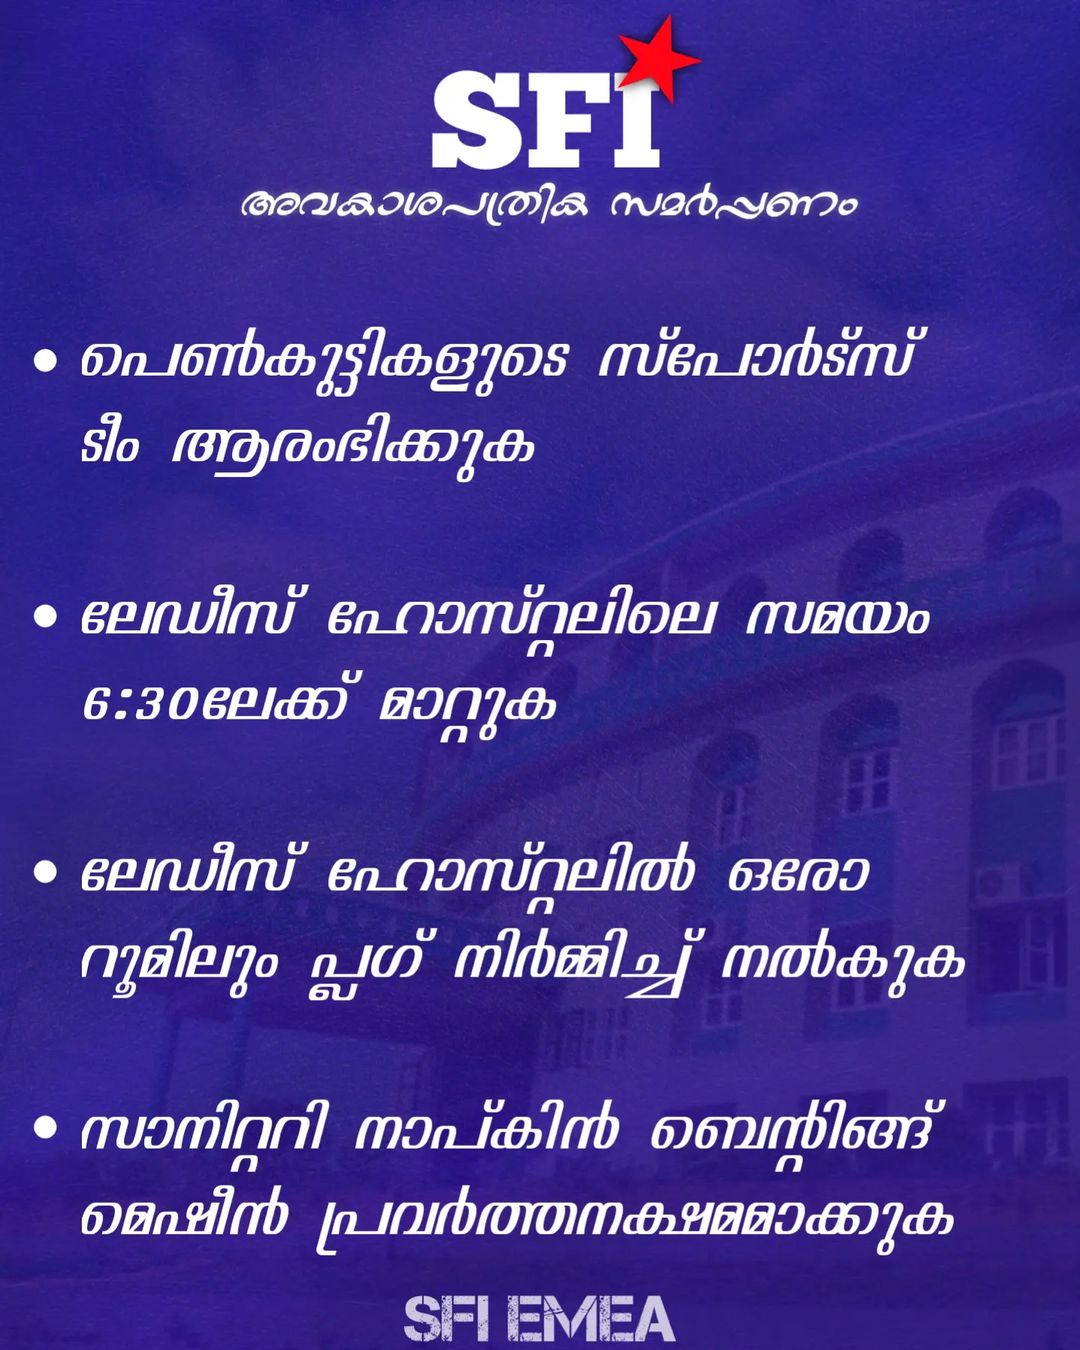 SFI
അവകാശപത്രിക സമർപ്പണം
• പെൺകുട്ടികളുടെ സ്പോർട്സ്
ടീം ആരംഭിക്കുക
• ലേഡീസ് ഹോസ്റ്റലിലെ സമയം
6:30ലേക്ക് മാറ്റുക
• ലേഡീസ് ഹോസ്റ്റലിൽ ഒരോ
റൂമിലും പ്ലഗ് നിർമ്മിച്ച് നൽകുക
• സാനിറ്ററി നാപ്കിൻ ബെന്റിങ്ങ്
മെഷീൻ പ്രവർത്തനക്ഷമമാക്കുക
SFI EMEA